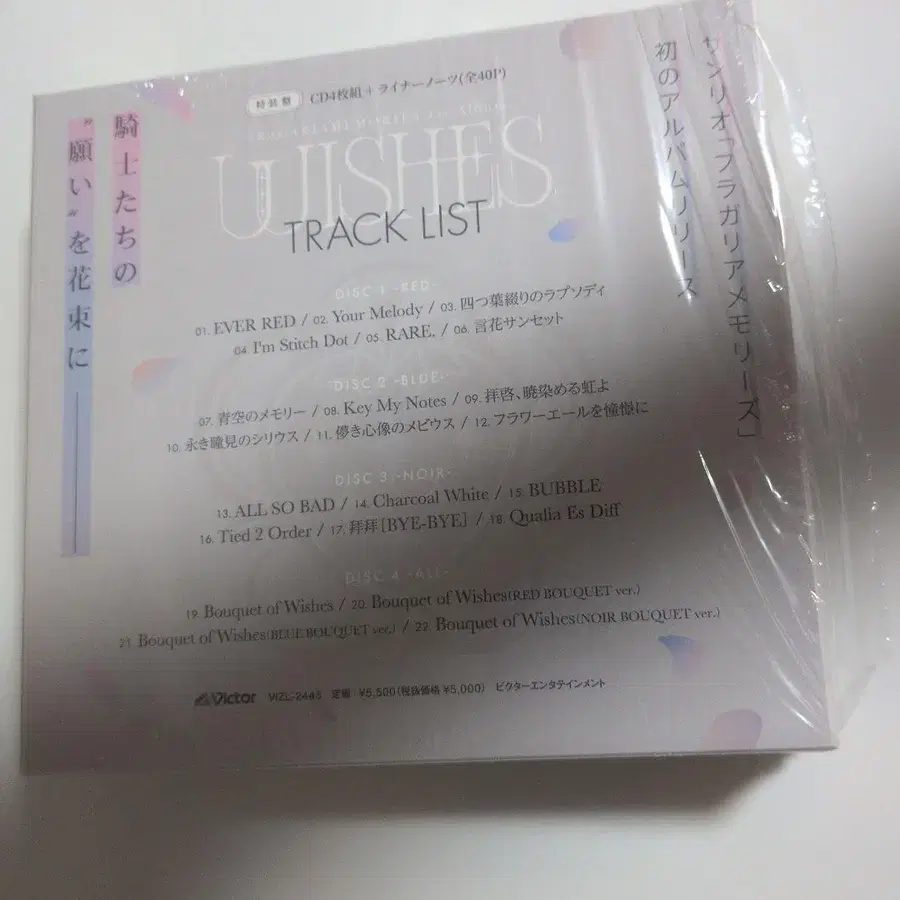 サンリオ「フラガリアメモリーズ」
初のアルバムリリース
特装盤 CD4枚組+ライナーノーツ(全40P)
WISHES
TRACK LIST
騎士たちの
“願い”を花束に
DISC 1 -RED-
01. EVER RED / 02. Your Melody / 03. 四つ葉綴りのラプソディ
04. I'm Stitch Dot / 05. RARE. / 06. 言花サンセット
DISC 2 -BLUE-
07. 青空のメモリー / 08. Key My Notes / 09. 拝啓、暁染める虹よ
10. 永き瞳見のシリウス / 11. 儚き心像のメビウス / 12. フラワーエールを憧憬に
DISC 3 -NOIR-
13. ALL SO BAD / 14. Charcoal White / 15. BUBBLE
16. Tied 2 Order / 17. 拜拜[BYE-BYE] / 18. Qualia Es Diff
DISC 4 -ALL-
19. Bouquet of Wishes / 20. Bouquet of Wishes(RED BOUQUET ver.)
21. Bouquet of Wishes(BLUE BOUQUET ver.) / 22. Bouquet of Wishes(NOIR BOUQUET ver.)
Victor 定価 ¥5,500(税抜価格 ¥5,000) ビクターエンタテインメント